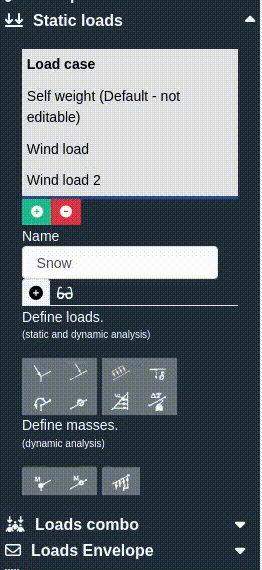 Static loads
Load case
Self weight (Default - not
editable)
Wind load
Wind load 2
Name
Snow
Define loads.
(static and dynamic analysis)
Define masses.
(dynamic analysis)
M M
Loads combo
Loads Envelope